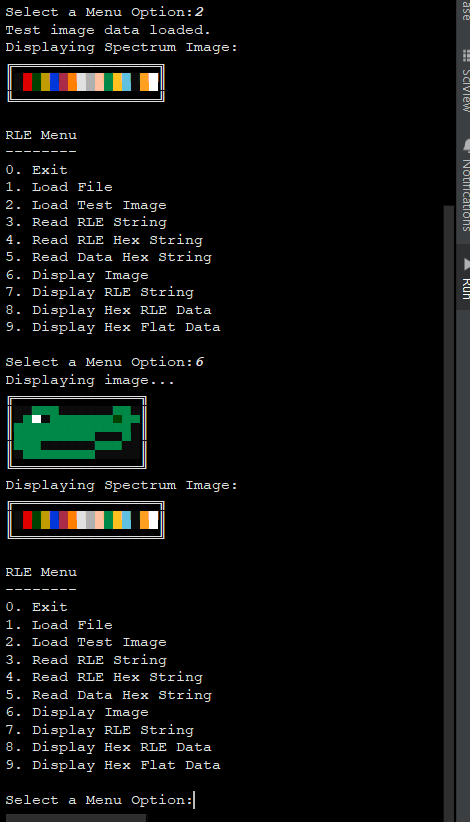 Select a Menu Option:2
Test image data loaded.
Displaying Spectrum Image:
RLE Menu
--------
0. Exit
1. Load File
2. Load Test Image
3. Read RLE String
4. Read RLE Hex String
5. Read Data Hex String
6. Display Image
7. Display RLE String
8. Display Hex RLE Data
9. Display Hex Flat Data
Select a Menu Option:6
Displaying image...
Displaying Spectrum Image:
RLE Menu
--------
0. Exit
1. Load File
2. Load Test Image
3. Read RLE String
4. Read RLE Hex String
5. Read Data Hex String
6. Display Image
7. Display RLE String
8. Display Hex RLE Data
9. Display Hex Flat Data
Select a Menu Option:
SciView
Notifications
Run